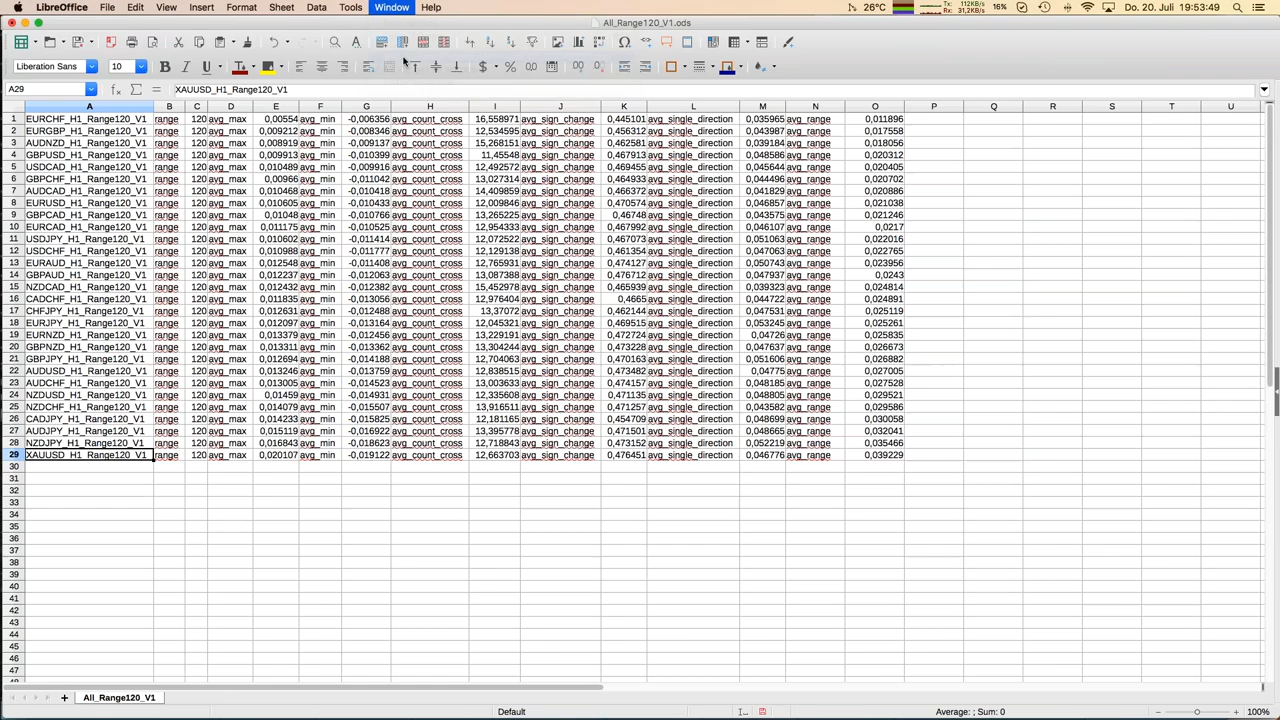 LibreOffice File Edit View Insert Format Sheet Data Tools Window Help 26°C Tx: 112KB/s Rx: 31,2KB/s 16% Do. 20. Juli 19:53:49
All_Range120_V1.ods
Liberation Sans 10
A29 XAUUSD_H1_Range120_V1
A B C D E F G H I J K L M N O P Q R S T U
1 EURCHF_H1_Range120_V1 range 120 avg_max 0,00554 avg_min -0,006356 avg_count_cross 16,558971 avg_sign_change 0,445101 avg_single_direction 0,035965 avg_range 0,011896
2 EURGBP_H1_Range120_V1 range 120 avg_max 0,009212 avg_min -0,008346 avg_count_cross 12,534595 avg_sign_change 0,456312 avg_single_direction 0,043987 avg_range 0,017558
3 AUDNZD_H1_Range120_V1 range 120 avg_max 0,008919 avg_min -0,009137 avg_count_cross 15,268151 avg_sign_change 0,462581 avg_single_direction 0,039184 avg_range 0,018056
4 GBPUSD_H1_Range120_V1 range 120 avg_max 0,009913 avg_min -0,010399 avg_count_cross 11,45548 avg_sign_change 0,467913 avg_single_direction 0,048586 avg_range 0,020312
5 USDCAD_H1_Range120_V1 range 120 avg_max 0,010489 avg_min -0,009916 avg_count_cross 12,492572 avg_sign_change 0,469455 avg_single_direction 0,045644 avg_range 0,020405
6 GBPCHF_H1_Range120_V1 range 120 avg_max 0,00966 avg_min -0,011042 avg_count_cross 13,027314 avg_sign_change 0,464933 avg_single_direction 0,044496 avg_range 0,020702
7 AUDCAD_H1_Range120_V1 range 120 avg_max 0,010468 avg_min -0,010418 avg_count_cross 14,409859 avg_sign_change 0,466372 avg_single_direction 0,041829 avg_range 0,020886
8 EURUSD_H1_Range120_V1 range 120 avg_max 0,010605 avg_min -0,010433 avg_count_cross 12,009846 avg_sign_change 0,470574 avg_single_direction 0,046857 avg_range 0,021038
9 GBPCAD_H1_Range120_V1 range 120 avg_max 0,01048 avg_min -0,010766 avg_count_cross 13,265225 avg_sign_change 0,46748 avg_single_direction 0,043575 avg_range 0,021246
10 EURCAD_H1_Range120_V1 range 120 avg_max 0,011175 avg_min -0,010525 avg_count_cross 12,954333 avg_sign_change 0,467992 avg_single_direction 0,046107 avg_range 0,0217
11 USDJPY_H1_Range120_V1 range 120 avg_max 0,010602 avg_min -0,011414 avg_count_cross 12,072522 avg_sign_change 0,467073 avg_single_direction 0,051063 avg_range 0,022016
12 USDCHF_H1_Range120_V1 range 120 avg_max 0,010988 avg_min -0,011777 avg_count_cross 12,129138 avg_sign_change 0,461354 avg_single_direction 0,047794 avg_range 0,022765
13 EURAUD_H1_Range120_V1 range 120 avg_max 0,012548 avg_min -0,011408 avg_count_cross 12,765931 avg_sign_change 0,474127 avg_single_direction 0,050743 avg_range 0,023956
14 GBPAUD_H1_Range120_V1 range 120 avg_max 0,012237 avg_min -0,012063 avg_count_cross 13,087388 avg_sign_change 0,476712 avg_single_direction 0,047937 avg_range 0,0243
15 NZDCAD_H1_Range120_V1 range 120 avg_max 0,012432 avg_min -0,012382 avg_count_cross 15,452978 avg_sign_change 0,465939 avg_single_direction 0,039323 avg_range 0,024814
16 CADCHF_H1_Range120_V1 range 120 avg_max 0,011835 avg_min -0,013056 avg_count_cross 12,976404 avg_sign_change 0,4665 avg_single_direction 0,044722 avg_range 0,024891
17 CHFJPY_H1_Range120_V1 range 120 avg_max 0,012631 avg_min -0,012488 avg_count_cross 13,37072 avg_sign_change 0,462144 avg_single_direction 0,047531 avg_range 0,025119
18 EURJPY_H1_Range120_V1 range 120 avg_max 0,012097 avg_min -0,013164 avg_count_cross 12,045321 avg_sign_change 0,469515 avg_single_direction 0,053245 avg_range 0,025261
19 EURNZD_H1_Range120_V1 range 120 avg_max 0,013379 avg_min -0,012456 avg_count_cross 13,229191 avg_sign_change 0,472724 avg_single_direction 0,04726 avg_range 0,025835
20 GBPNZD_H1_Range120_V1 range 120 avg_max 0,013311 avg_min -0,013362 avg_count_cross 13,304244 avg_sign_change 0,473228 avg_single_direction 0,047637 avg_range 0,026673
21 GBPJPY_H1_Range120_V1 range 120 avg_max 0,012694 avg_min -0,014188 avg_count_cross 12,704063 avg_sign_change 0,470163 avg_single_direction 0,051606 avg_range 0,026882
22 AUDUSD_H1_Range120_V1 range 120 avg_max 0,013246 avg_min -0,013759 avg_count_cross 12,838515 avg_sign_change 0,473482 avg_single_direction 0,04775 avg_range 0,027005
23 AUDCHF_H1_Range120_V1 range 120 avg_max 0,013005 avg_min -0,014523 avg_count_cross 13,003633 avg_sign_change 0,474157 avg_single_direction 0,048185 avg_range 0,027528
24 NZDUSD_H1_Range120_V1 range 120 avg_max 0,01459 avg_min -0,014931 avg_count_cross 12,335608 avg_sign_change 0,471135 avg_single_direction 0,048805 avg_range 0,029521
25 NZDCHF_H1_Range120_V1 range 120 avg_max 0,014079 avg_min -0,015507 avg_count_cross 13,916511 avg_sign_change 0,471257 avg_single_direction 0,043582 avg_range 0,029586
26 CADJPY_H1_Range120_V1 range 120 avg_max 0,014233 avg_min -0,015825 avg_count_cross 12,181165 avg_sign_change 0,454709 avg_single_direction 0,048699 avg_range 0,030058
27 AUDJPY_H1_Range120_V1 range 120 avg_max 0,015119 avg_min -0,016922 avg_count_cross 13,395778 avg_sign_change 0,471501 avg_single_direction 0,048665 avg_range 0,032041
28 NZDJPY_H1_Range120_V1 range 120 avg_max 0,016843 avg_min -0,018623 avg_count_cross 12,718843 avg_sign_change 0,473152 avg_single_direction 0,052219 avg_range 0,035466
29 XAUUSD_H1_Range120_V1 range 120 avg_max 0,020107 avg_min -0,019122 avg_count_cross 12,663703 avg_sign_change 0,476451 avg_single_direction 0,046776 avg_range 0,039229
30
31
32
33
34
35
36
37
38
39
40
41
42
43
44
45
46
47
All_Range120_V1
Default Average: ; Sum: 0 100%